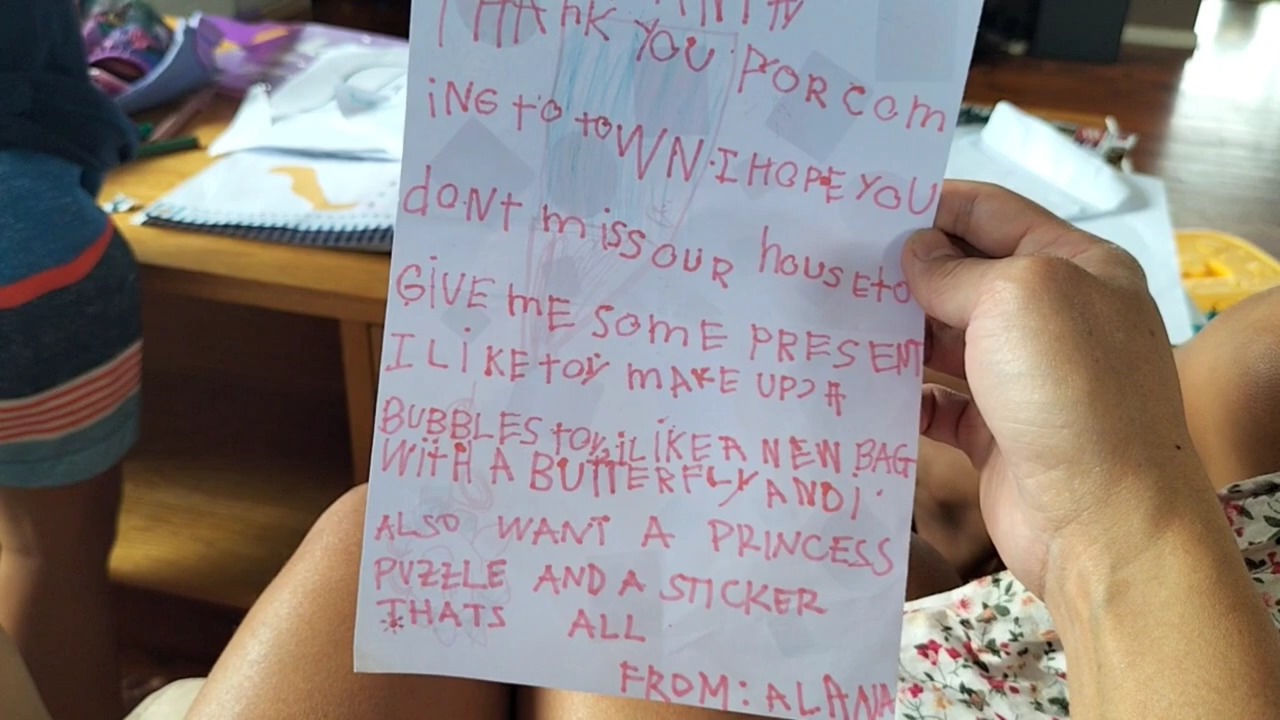 THANK YOU FOR COM
iNG to toWN. I HOPE YOU
doNt miss OUR houSE to
GiVE mE SomE PRESENT
I LiKE toy mAKE UP
BUBBLES toy iLiKE A NEW BAG
WitH A BUTTERFLY AND i
ALSO WANT A PRINCESS
PUZZLE AND A STICKER
THATS ALL
FROM: ALANA